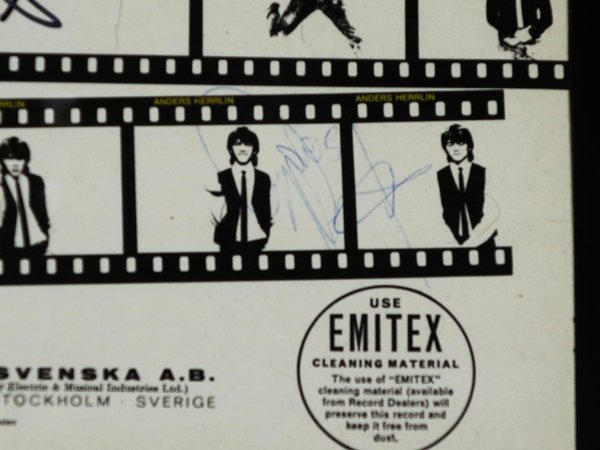 RLIN
ANDERS HERRLIN
ANDERS HERRLIN
SVENSKA A.B.
Electric & Musical Industries Ltd.)
TOCKHOLM · SVERIGE
USE
EMITEX
CLEANING MATERIAL
The use of "EMITEX"
cleaning material (available
from Record Dealers) will
preserve this record and
keep it free from
dust.